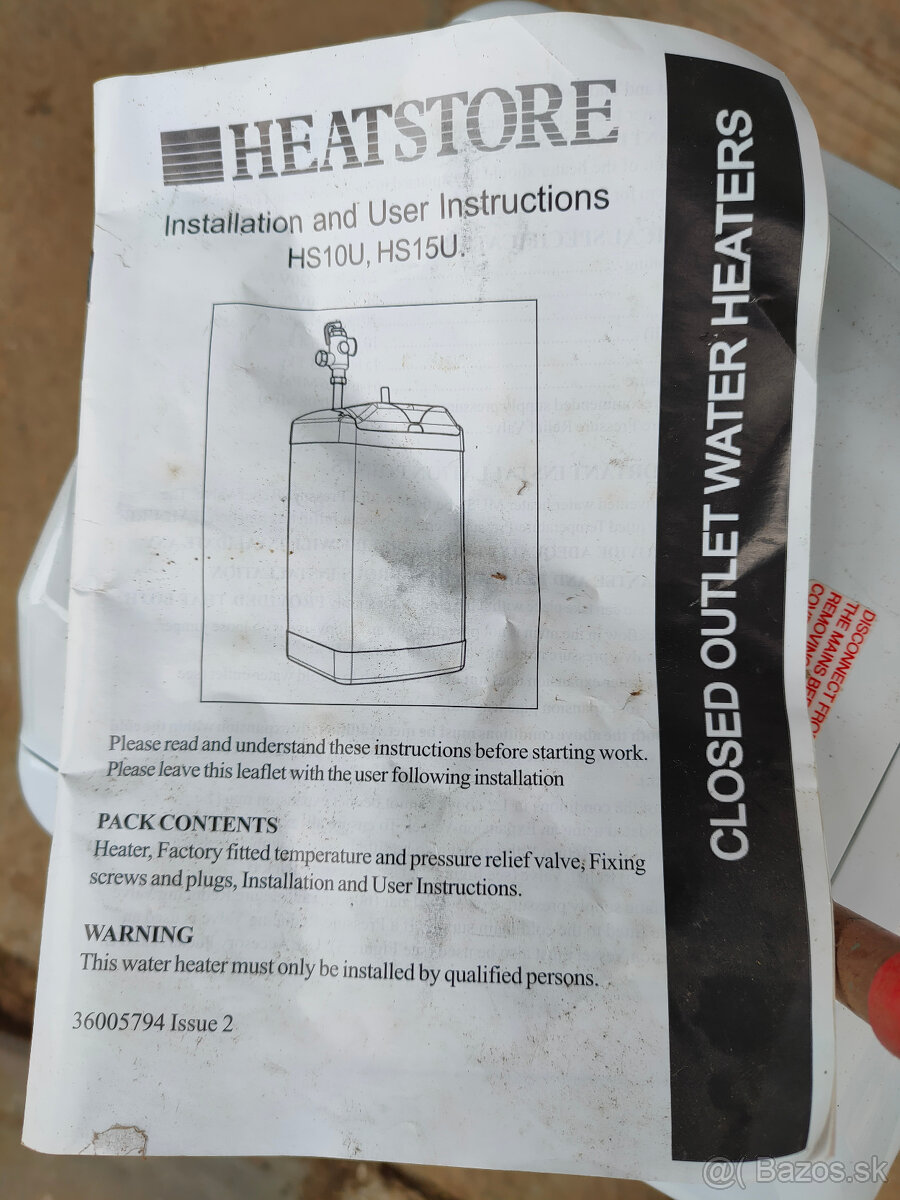 HEATSTORE
Installation and User Instructions
HS10U, HS15U.
CLOSED OUTLET WATER HEATERS
Please read and understand these instructions before starting work.
Please leave this leaflet with the user following installation
PACK CONTENTS
Heater, Factory fitted temperature and pressure relief valve, Fixing
screws and plugs, Installation and User Instructions.
WARNING
This water heater must only be installed by qualified persons.
36005794 Issue 2
DISCONNECT
THE MAINS
REMOVING
@( Bazos.sk